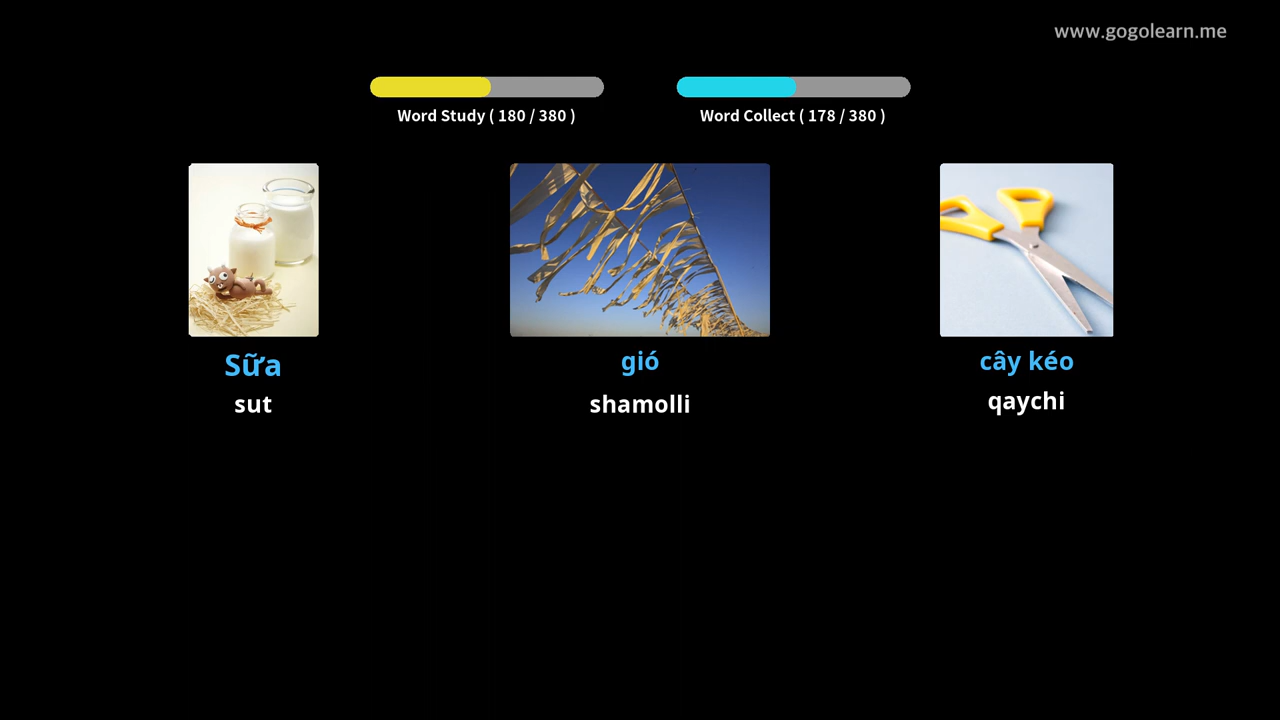 www.gogolearn.me
Word Study ( 180 / 380 )
Word Collect ( 178 / 380 )
Sữa
sut
gió
shamolli
cây kéo
qaychi